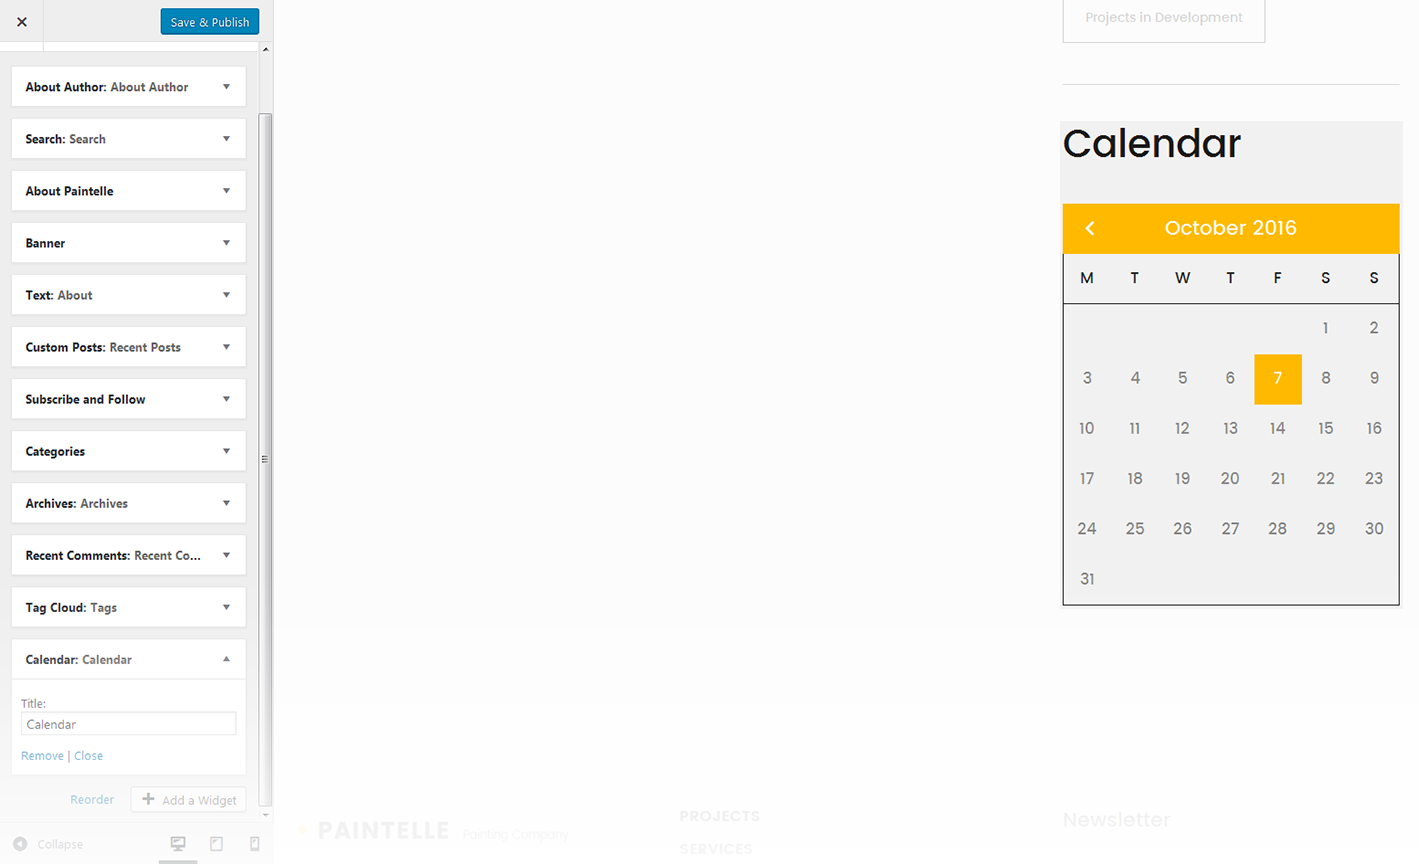 Save & Publish
About Author: About Author
Search: Search
About Paintelle
Banner
Text: About
Custom Posts: Recent Posts
Subscribe and Follow
Categories
Archives: Archives
Recent Comments: Recent Co...
Tag Cloud: Tags
Calendar: Calendar
Title:
Calendar
Remove | Close
Reorder
Add a Widget
Collapse
Projects in Development
Calendar
October 2016
M T W T F S S
1 2
3 4 5 6 7 8 9
10 11 12 13 14 15 16
17 18 19 20 21 22 23
24 25 26 27 28 29 30
31
PAINTELLE Painting Company
PROJECTS
SERVICES
Newsletter